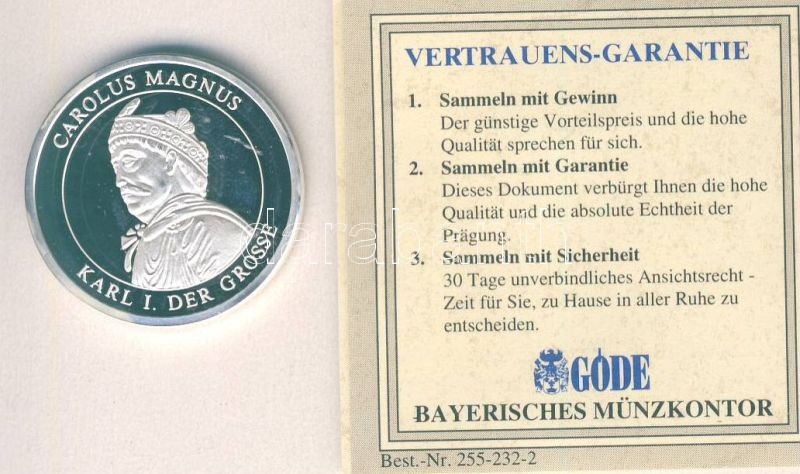 CAROLUS MAGNUS
KARL I. DER GROSSE
VERTRAUENS-GARANTIE
1. Sammeln mit Gewinn
Der günstige Vorteilspreis und die hohe
Qualität sprechen für sich.
2. Sammeln mit Garantie
Dieses Dokument verbürgt Ihnen die hohe
Qualität und die absolute Echtheit der
Prägung.
3. Sammeln mit Sicherheit
30 Tage unverbindliches Ansichtsrecht -
Zeit für Sie, zu Hause in aller Ruhe zu
entscheiden.
GÖDE
BAYERISCHES MÜNZKONTOR
Best.-Nr. 255-232-2